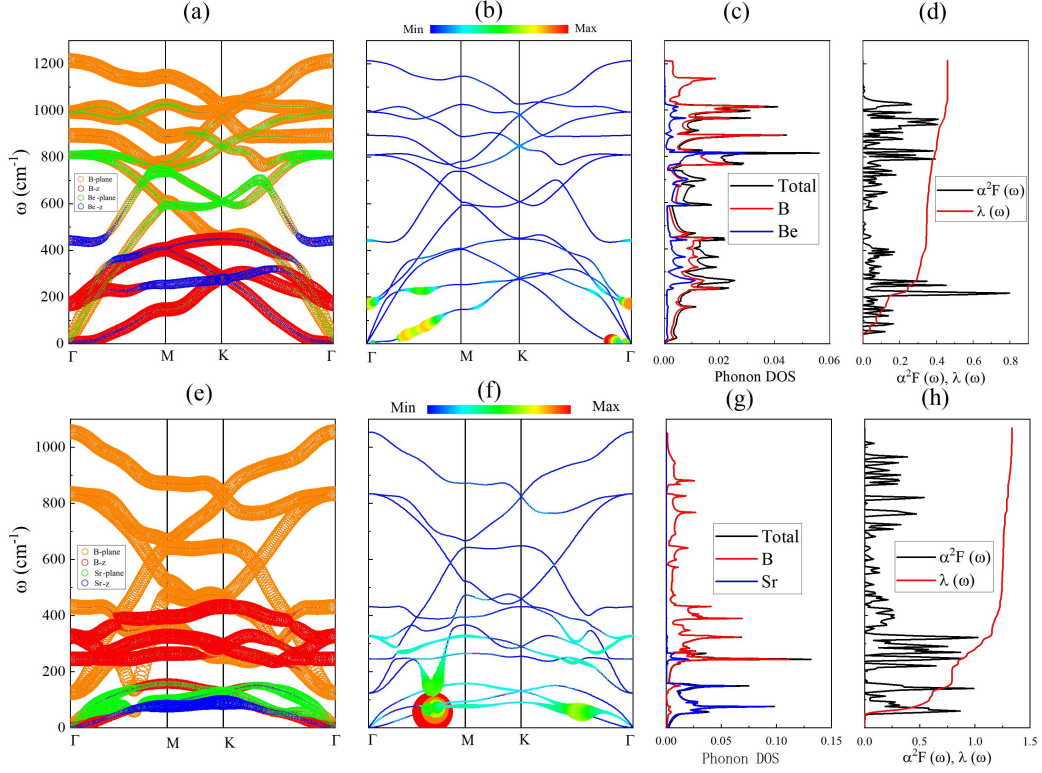 (a)
(b)
(c)
(d)
Min
Max
ω (cm⁻¹)
1200
1000
800
600
400
200
0
B-plane
B-z
Be-plane
Be-z
Γ
M
K
Γ
Γ
M
K
Γ
Total
B
Be
0.00
0.02
0.04
0.06
Phonon DOS
α²F (ω)
λ (ω)
0.0
0.2
0.4
0.6
0.8
α²F (ω), λ (ω)
(e)
(f)
(g)
(h)
Min
Max
ω (cm⁻¹)
1000
800
600
400
200
0
B-plane
B-z
Sr-plane
Sr-z
Γ
M
K
Γ
Γ
M
K
Γ
Total
B
Sr
0.00
0.05
0.10
0.15
Phonon DOS
α²F (ω)
λ (ω)
0.0
0.5
1.0
1.5
α²F (ω), λ (ω)